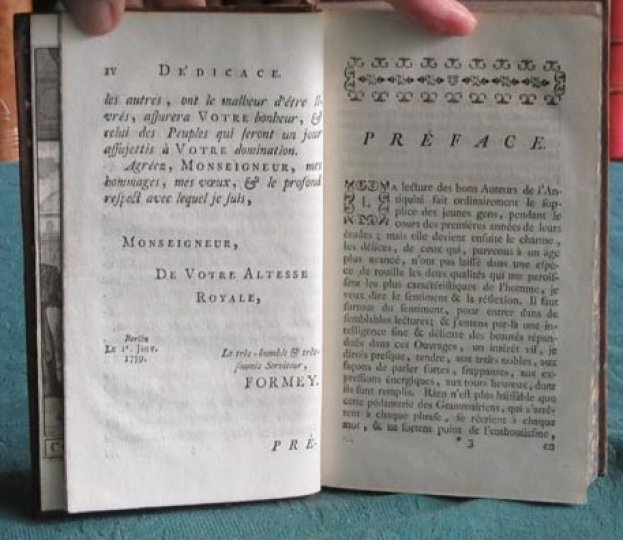 IV DÉDICACE.
les autres, ont le malheur d'être li-
vrés, assurera VOTRE bonheur, &
celui des Peuples qui seront un jour
assujettis à VOTRE domination.
Agréez, MONSEIGNEUR, mes
hommages, mes vœux, & le profond
respect avec lequel je suis,
MONSEIGNEUR,
DE VOTRE ALTESSE
ROYALE,
Berlin
Le 1r. Janv.
1759.
Le très-humble & très-
soumis Serviteur,
FORMEY.
PRÉ-
PRÉFACE.
LA lecture des bons Auteurs de l'An-
tiquité fait ordinairement le sup-
plice des jeunes gens, pendant le
cours des premières années de leurs
études; mais elle devient ensuite le charme,
les délices, de ceux qui, parvenus à un âge
plus avancé, n'ont pas laissé dans une espè-
ce de rouille les deux qualités qui me parois-
sent les plus caractéristiques de l'homme, je
veux dire le sentiment & la réflexion. Il faut
surtout du sentiment, pour entrer dans de
semblables lectures; & j'entens par-là une in-
telligence fine & délicate des beautés répan-
dues dans ces Ouvrages, un intérêt vif, je
dirois presque, tendre, aux traits nobles, aux
façons de parler fortes, frappantes, aux ex-
pressions énergiques, aux tours heureux, dont
ils sont remplis. Rien n'est plus haïssable que
cette pédanterie des Grammairiens, qui s'arrê-
tent à chaque phrase, se récrient à chaque
mot, & ne sortent point de l'enthousiasme,
* 3 en